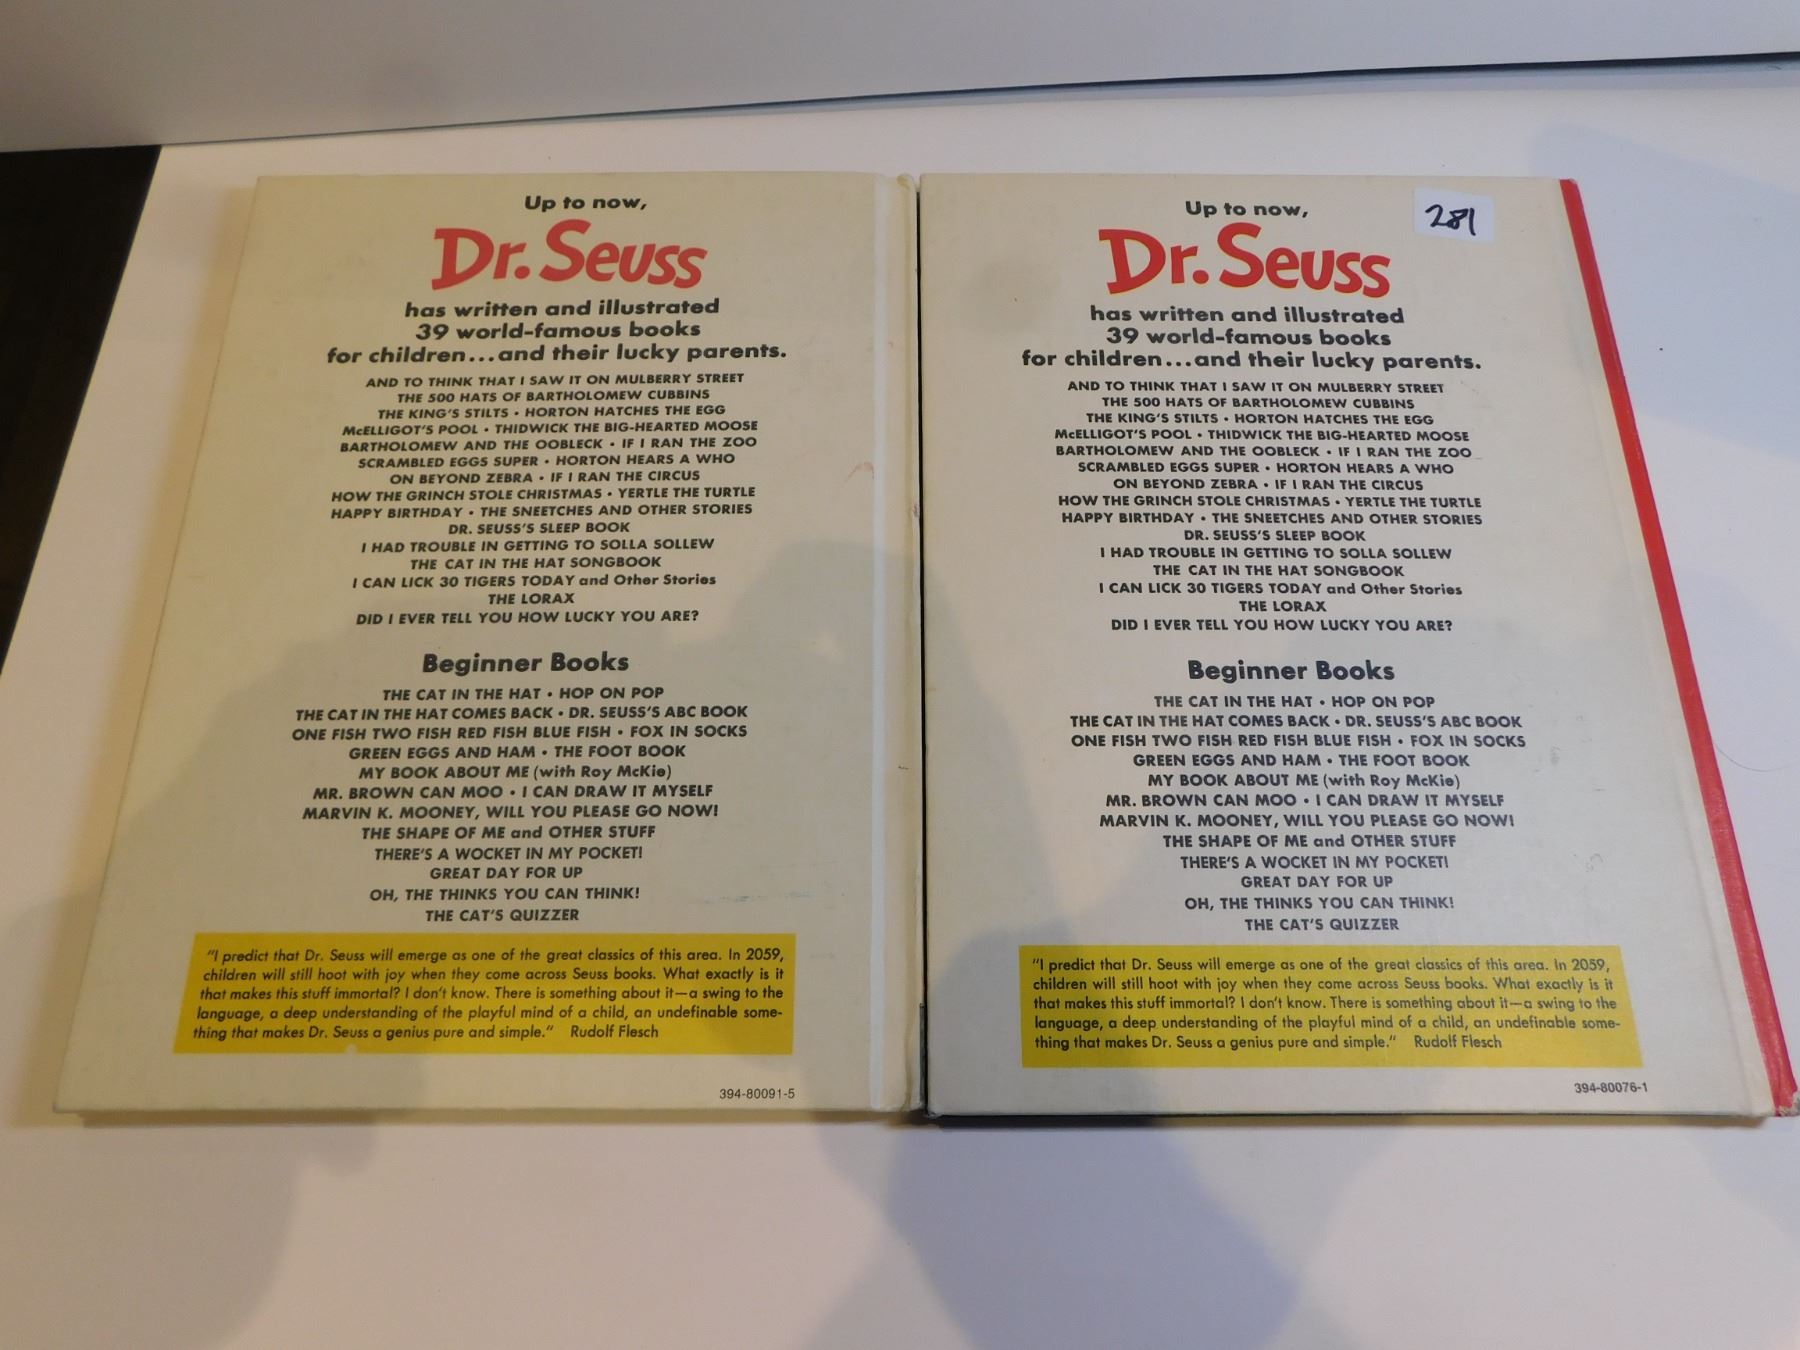 Up to now,
Dr. Seuss
has written and illustrated
39 world-famous books
for children...and their lucky parents.
AND TO THINK THAT I SAW IT ON MULBERRY STREET
THE 500 HATS OF BARTHOLOMEW CUBBINS
THE KING'S STILTS • HORTON HATCHES THE EGG
McELLIGOT'S POOL • THIDWICK THE BIG-HEARTED MOOSE
BARTHOLOMEW AND THE OOBLECK • IF I RAN THE ZOO
SCRAMBLED EGGS SUPER • HORTON HEARS A WHO
ON BEYOND ZEBRA • IF I RAN THE CIRCUS
HOW THE GRINCH STOLE CHRISTMAS • YERTLE THE TURTLE
HAPPY BIRTHDAY • THE SNEETCHES AND OTHER STORIES
DR. SEUSS'S SLEEP BOOK
I HAD TROUBLE IN GETTING TO SOLLA SOLLEW
THE CAT IN THE HAT SONGBOOK
I CAN LICK 30 TIGERS TODAY and Other Stories
THE LORAX
DID I EVER TELL YOU HOW LUCKY YOU ARE?
Beginner Books
THE CAT IN THE HAT • HOP ON POP
THE CAT IN THE HAT COMES BACK • DR. SEUSS'S ABC BOOK
ONE FISH TWO FISH RED FISH BLUE FISH • FOX IN SOCKS
GREEN EGGS AND HAM • THE FOOT BOOK
MY BOOK ABOUT ME (with Roy McKie)
MR. BROWN CAN MOO • I CAN DRAW IT MYSELF
MARVIN K. MOONEY, WILL YOU PLEASE GO NOW!
THE SHAPE OF ME and OTHER STUFF
THERE'S A WOCKET IN MY POCKET!
GREAT DAY FOR UP
OH, THE THINKS YOU CAN THINK!
THE CAT'S QUIZZER
"I predict that Dr. Seuss will emerge as one of the great classics of this area. In 2059,
children will still hoot with joy when they come across Seuss books. What exactly is it
that makes this stuff immortal? I don't know. There is something about it—a swing to the
language, a deep understanding of the playful mind of a child, an undefinable some-
thing that makes Dr. Seuss a genius pure and simple." Rudolf Flesch
394-80091-5
281
Up to now,
Dr. Seuss
has written and illustrated
39 world-famous books
for children...and their lucky parents.
AND TO THINK THAT I SAW IT ON MULBERRY STREET
THE 500 HATS OF BARTHOLOMEW CUBBINS
THE KING'S STILTS • HORTON HATCHES THE EGG
McELLIGOT'S POOL • THIDWICK THE BIG-HEARTED MOOSE
BARTHOLOMEW AND THE OOBLECK • IF I RAN THE ZOO
SCRAMBLED EGGS SUPER • HORTON HEARS A WHO
ON BEYOND ZEBRA • IF I RAN THE CIRCUS
HOW THE GRINCH STOLE CHRISTMAS • YERTLE THE TURTLE
HAPPY BIRTHDAY • THE SNEETCHES AND OTHER STORIES
DR. SEUSS'S SLEEP BOOK
I HAD TROUBLE IN GETTING TO SOLLA SOLLEW
THE CAT IN THE HAT SONGBOOK
I CAN LICK 30 TIGERS TODAY and Other Stories
THE LORAX
DID I EVER TELL YOU HOW LUCKY YOU ARE?
Beginner Books
THE CAT IN THE HAT • HOP ON POP
THE CAT IN THE HAT COMES BACK • DR. SEUSS'S ABC BOOK
ONE FISH TWO FISH RED FISH BLUE FISH • FOX IN SOCKS
GREEN EGGS AND HAM • THE FOOT BOOK
MY BOOK ABOUT ME (with Roy McKie)
MR. BROWN CAN MOO • I CAN DRAW IT MYSELF
MARVIN K. MOONEY, WILL YOU PLEASE GO NOW!
THE SHAPE OF ME and OTHER STUFF
THERE'S A WOCKET IN MY POCKET!
GREAT DAY FOR UP
OH, THE THINKS YOU CAN THINK!
THE CAT'S QUIZZER
"I predict that Dr. Seuss will emerge as one of the great classics of this area. In 2059,
children will still hoot with joy when they come across Seuss books. What exactly is it
that makes this stuff immortal? I don't know. There is something about it—a swing to the
language, a deep understanding of the playful mind of a child, an undefinable some-
thing that makes Dr. Seuss a genius pure and simple." Rudolf Flesch
394-80076-1